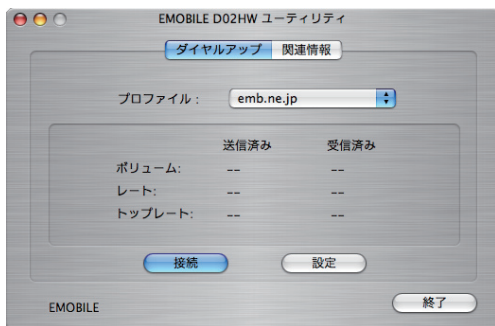 EMOBILE D02HW ユーティリティ
ダイヤルアップ 関連情報
プロファイル： emb.ne.jp
送信済み 受信済み
ボリューム: -- --
レート: -- --
トップレート: -- --
接続 設定
EMOBILE 終了